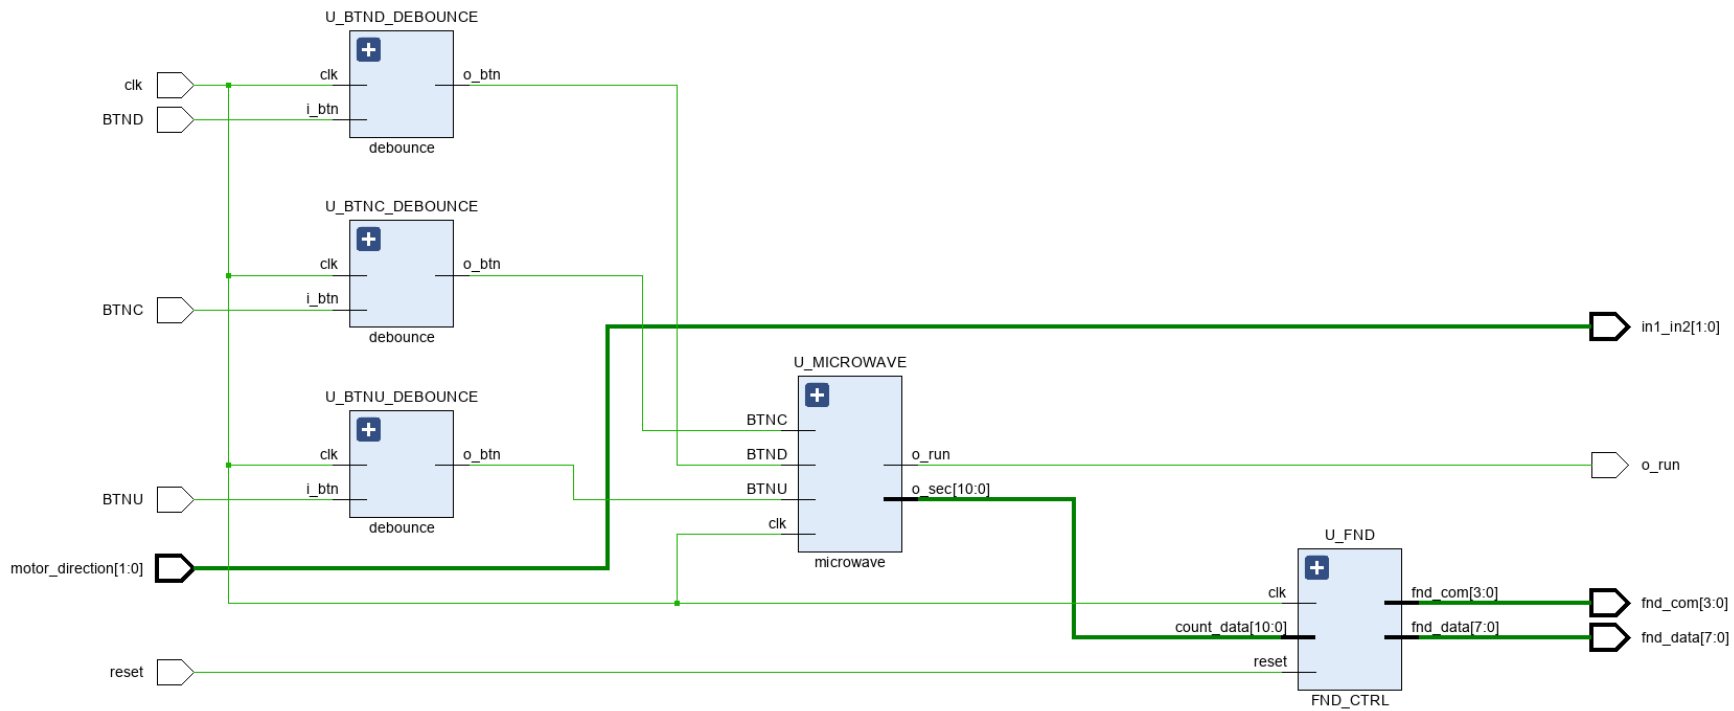 U_BTND_DEBOUNCE
clk
clk
o_btn
BTND
i_btn
debounce
U_BTNC_DEBOUNCE
clk
o_btn
BTNC
i_btn
debounce
in1_in2[1:0]
U_MICROWAVE
U_BTNU_DEBOUNCE
BTNC
clk
o_btn
BTND
o_run
o_run
BTNU
i_btn
BTNU
o_sec[10:0]
debounce
clk
U_FND
microwave
motor_direction[1:0]
clk
fnd_com[3:0]
fnd_com[3:0]
count_data[10:0]
fnd_data[7:0]
fnd_data[7:0]
reset
reset
FND_CTRL